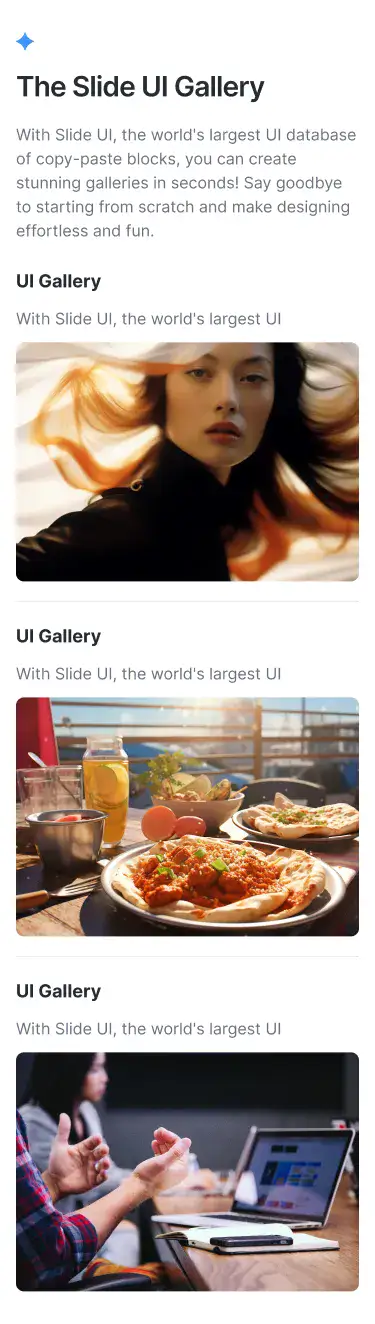 The Slide UI Gallery
With Slide UI, the world's largest UI database
of copy-paste blocks, you can create
stunning galleries in seconds! Say goodbye
to starting from scratch and make designing
effortless and fun.
UI Gallery
With Slide UI, the world's largest UI
UI Gallery
With Slide UI, the world's largest UI
UI Gallery
With Slide UI, the world's largest UI